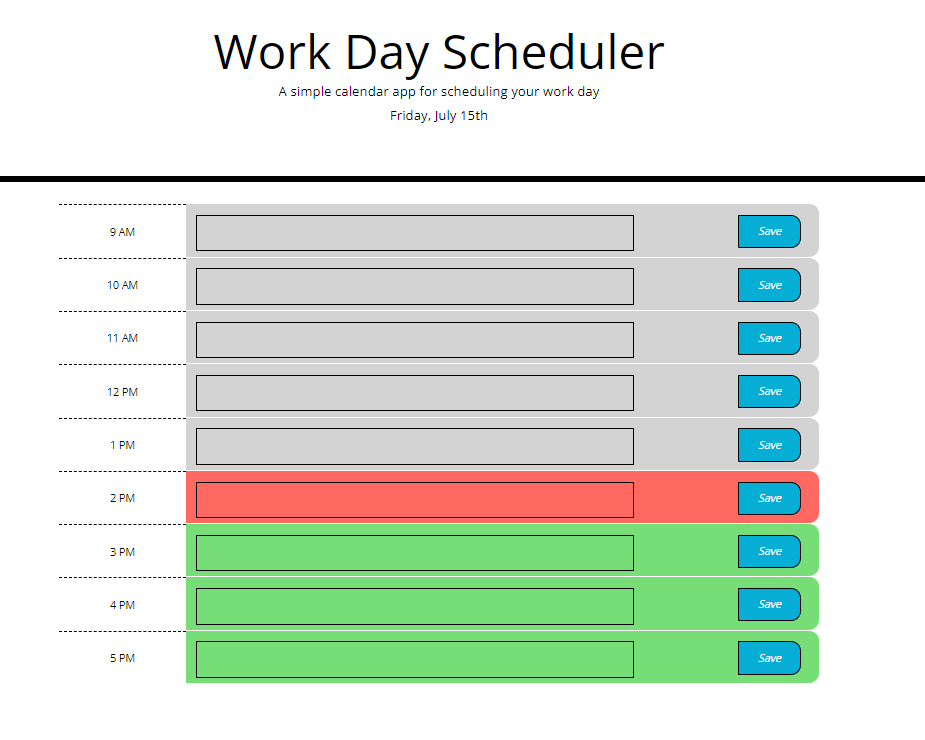 Work Day Scheduler
A simple calendar app for scheduling your work day
Friday, July 15th
9 AM Save
10 AM Save
11 AM Save
12 PM Save
1 PM Save
2 PM Save
3 PM Save
4 PM Save
5 PM Save